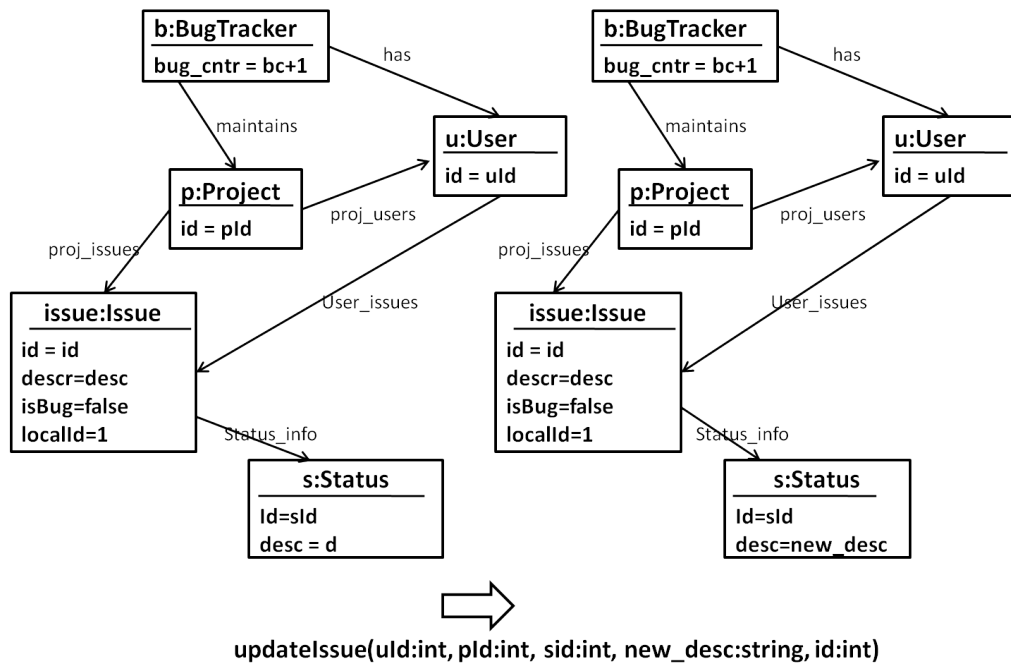 b:BugTracker
bug_cntr = bc+1
has
maintains
u:User
id = uId
p:Project
id = pId
proj_users
proj_issues
User_issues
issue:Issue
id = id
descr=desc
isBug=false
localId=1
Status_info
s:Status
Id=sId
desc = d
b:BugTracker
bug_cntr = bc+1
has
maintains
u:User
id = uId
p:Project
id = pId
proj_users
proj_issues
User_issues
issue:Issue
id = id
descr=desc
isBug=false
localId=1
Status_info
s:Status
Id=sId
desc=new_desc
updateIssue(uId:int, pId:int, sid:int, new_desc:string, id:int)